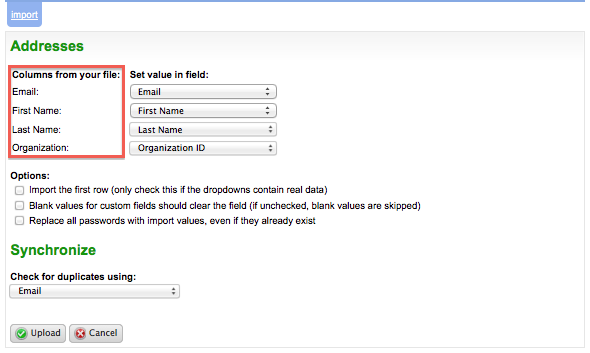 import
Addresses
Columns from your file: Set value in field:
Email: Email
First Name: First Name
Last Name: Last Name
Organization: Organization ID
Options:
Import the first row (only check this if the dropdowns contain real data)
Blank values for custom fields should clear the field (if unchecked, blank values are skipped)
Replace all passwords with import values, even if they already exist
Synchronize
Check for duplicates using:
Email
Upload Cancel